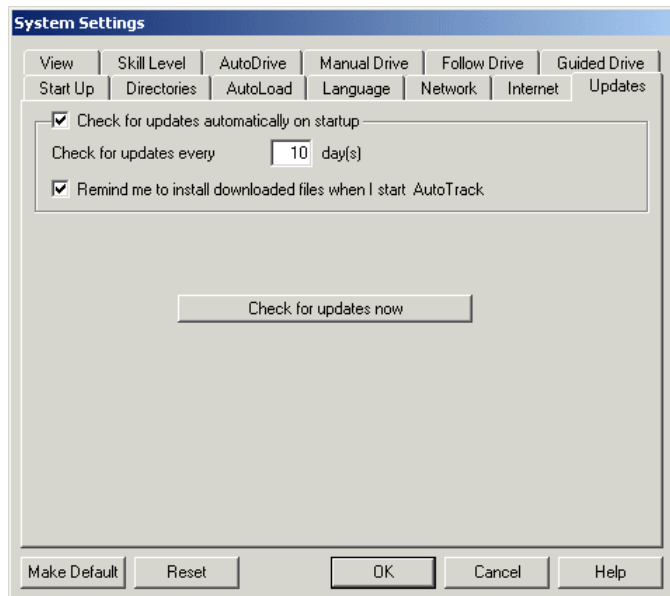 System Settings
View Skill Level AutoDrive Manual Drive Follow Drive Guided Drive
Start Up Directories AutoLoad Language Network Internet Updates
Check for updates automatically on startup
Check for updates every 10 day(s)
Remind me to install downloaded files when I start AutoTrack
Check for updates now
Make Default Reset OK Cancel Help